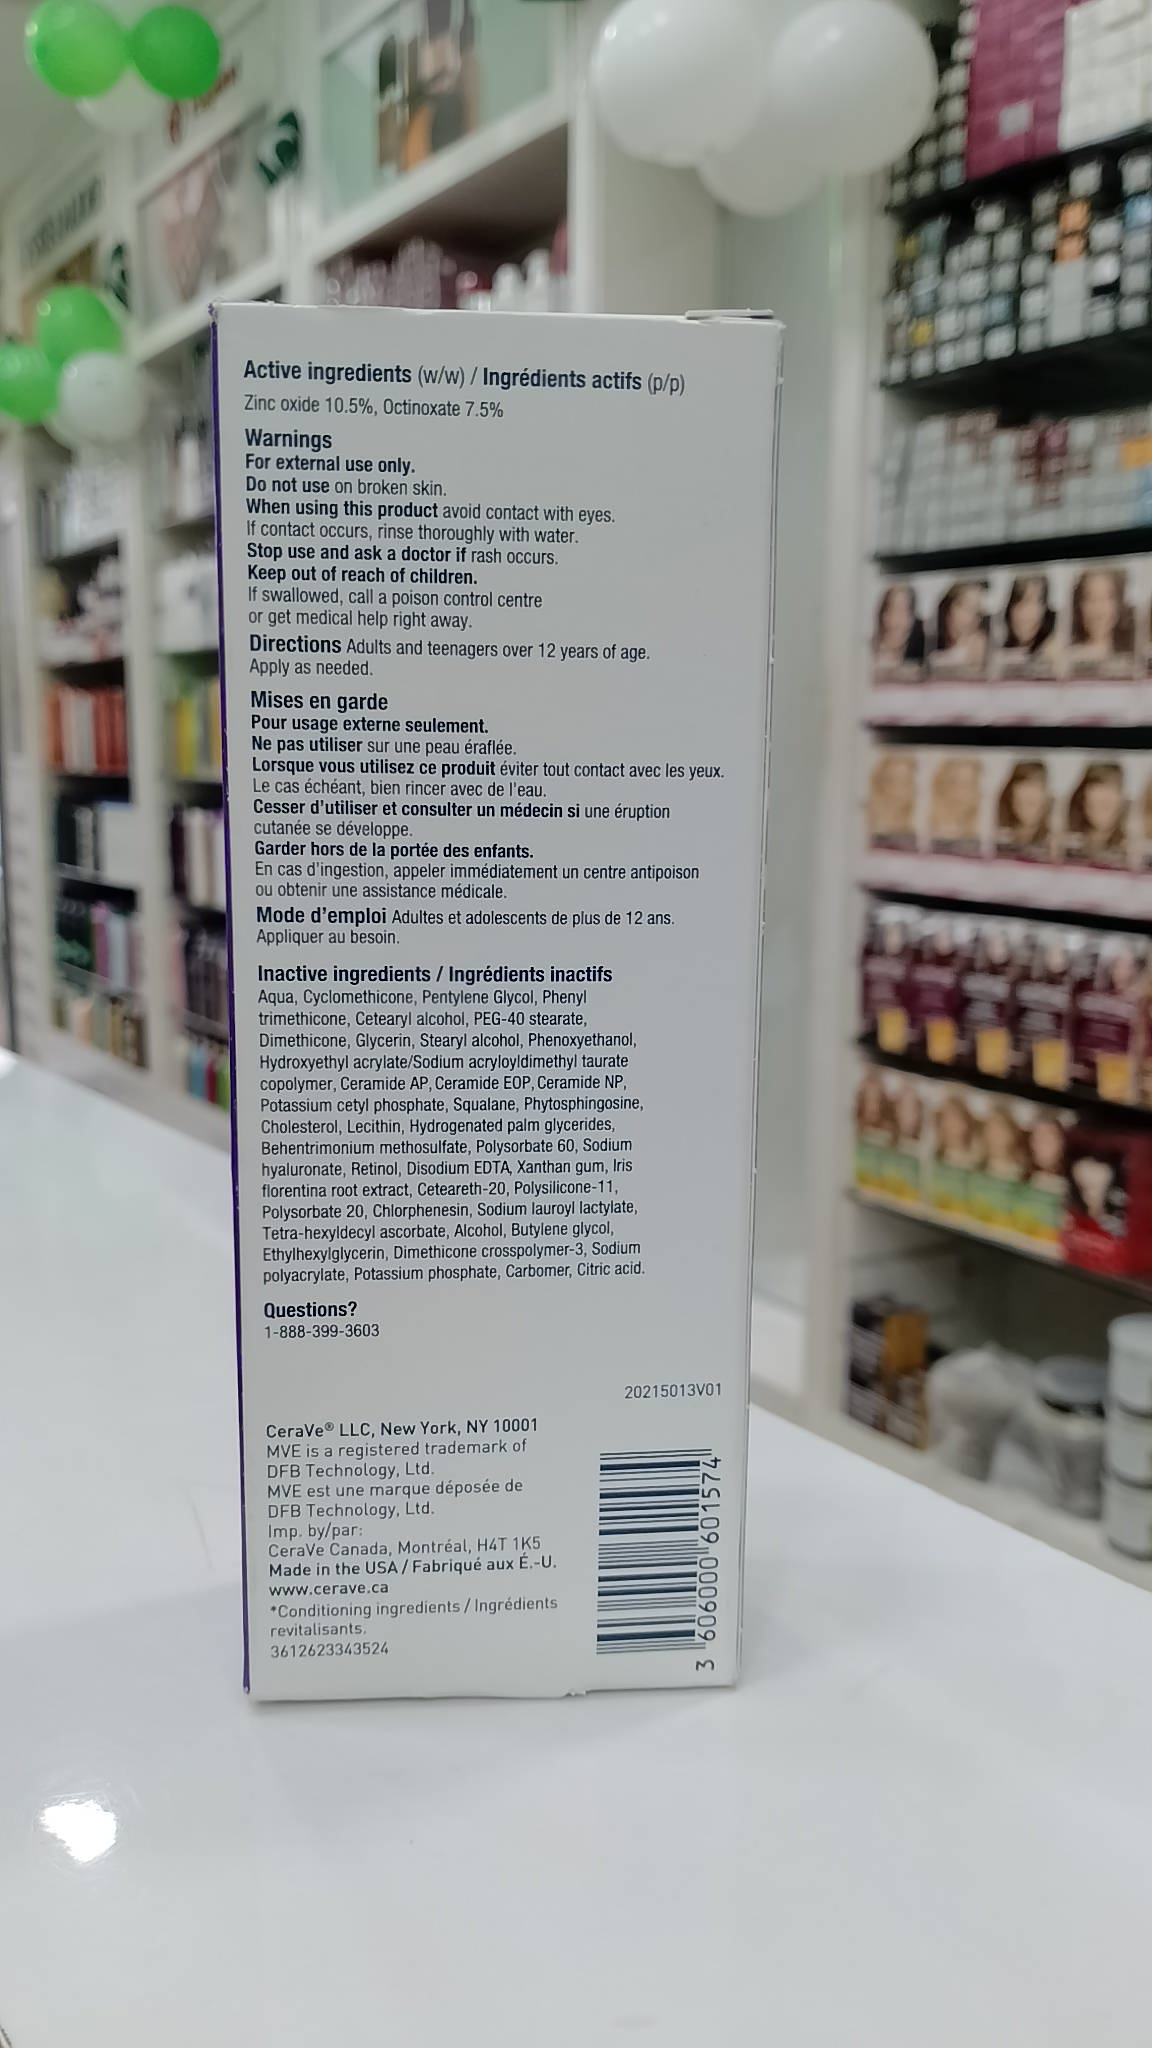 Active ingredients (w/w) / Ingrédients actifs (p/p)
Zinc oxide 10.5%, Octinoxate 7.5%
Warnings
For external use only.
Do not use on broken skin.
When using this product avoid contact with eyes.
If contact occurs, rinse thoroughly with water.
Stop use and ask a doctor if rash occurs.
Keep out of reach of children.
If swallowed, call a poison control centre
or get medical help right away.
Directions Adults and teenagers over 12 years of age.
Apply as needed.
Mises en garde
Pour usage externe seulement.
Ne pas utiliser sur une peau éraflée.
Lorsque vous utilisez ce produit éviter tout contact avec les yeux.
Le cas échéant, bien rincer avec de l'eau.
Cesser d'utiliser et consulter un médecin si une éruption
cutanée se développe.
Garder hors de la portée des enfants.
En cas d'ingestion, appeler immédiatement un centre antipoison
ou obtenir une assistance médicale.
Mode d'emploi Adultes et adolescents de plus de 12 ans.
Appliquer au besoin.
Inactive ingredients / Ingrédients inactifs
Aqua, Cyclomethicone, Pentylene Glycol, Phenyl
trimethicone, Cetearyl alcohol, PEG-40 stearate,
Dimethicone, Glycerin, Stearyl alcohol, Phenoxyethanol,
Hydroxyethyl acrylate/Sodium acryloyldimethyl taurate
copolymer, Ceramide AP, Ceramide EOP, Ceramide NP,
Potassium cetyl phosphate, Squalane, Phytosphingosine,
Cholesterol, Lecithin, Hydrogenated palm glycerides,
Behentrimonium methosulfate, Polysorbate 60, Sodium
hyaluronate, Retinol, Disodium EDTA, Xanthan gum, Iris
florentina root extract, Ceteareth-20, Polysilicone-11,
Polysorbate 20, Chlorphenesin, Sodium lauroyl lactylate,
Tetra-hexyldecyl ascorbate, Alcohol, Butylene glycol,
Ethylhexylglycerin, Dimethicone crosspolymer-3, Sodium
polyacrylate, Potassium phosphate, Carbomer, Citric acid.
Questions?
1-888-399-3603
20215013V01
CeraVe® LLC, New York, NY 10001
MVE is a registered trademark of
DFB Technology, Ltd.
MVE est une marque déposée de
DFB Technology, Ltd.
Imp. by/par:
CeraVe Canada, Montréal, H4T 1K5
Made in the USA / Fabriqué aux É.-U.
www.cerave.ca
*Conditioning ingredients / Ingrédients
revitalisants.
3612623343524
3 606000 601574